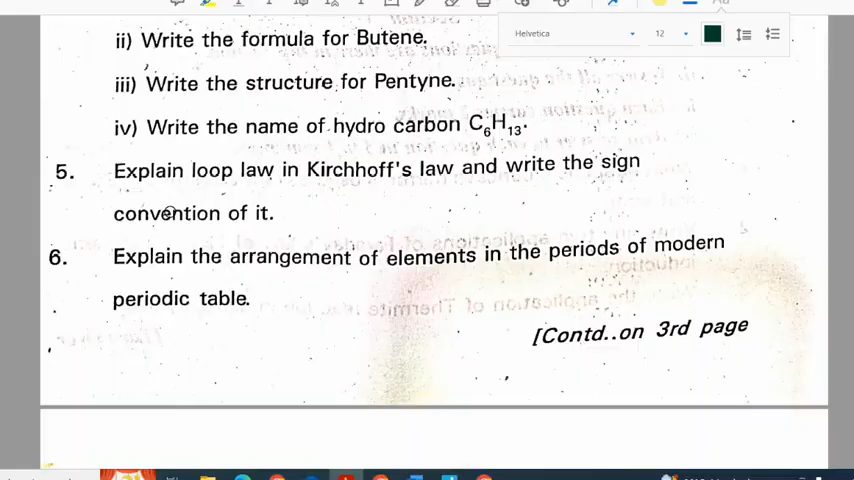 Helvetica
12
ii) Write the formula for Butene.
iii) Write the structure for Pentyne.
iv) Write the name of hydro carbon C₆H₁₃.
5. Explain loop law in Kirchhoff's law and write the sign
convention of it.
6. Explain the arrangement of elements in the periods of modern
periodic table.
[Contd..on 3rd page